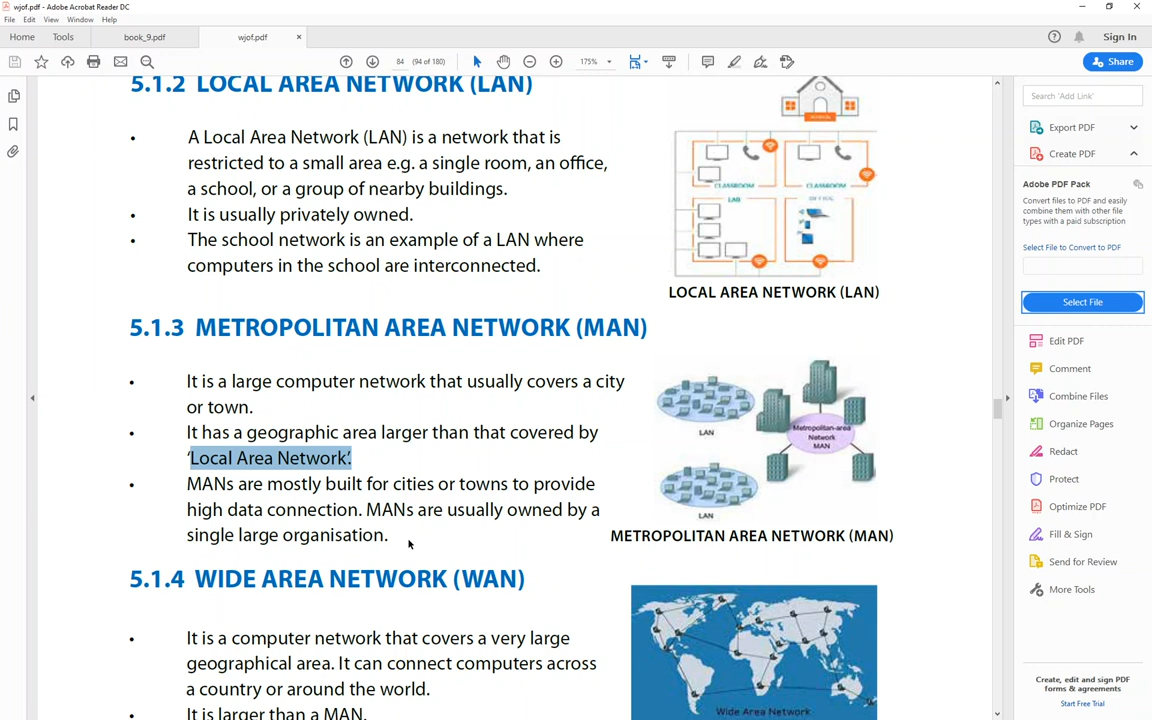 wjof.pdf - Adobe Acrobat Reader DC
File Edit View Window Help
Home Tools book_9.pdf wjof.pdf × Sign In
84 (94 of 180) 175% Share
5.1.2 LOCAL AREA NETWORK (LAN)
• A Local Area Network (LAN) is a network that is
restricted to a small area e.g. a single room, an office,
a school, or a group of nearby buildings.
• It is usually privately owned.
• The school network is an example of a LAN where
computers in the school are interconnected.
SCHOOL
CLASSROOM CLASSROOM
LAB OFFICE
LOCAL AREA NETWORK (LAN)
5.1.3 METROPOLITAN AREA NETWORK (MAN)
• It is a large computer network that usually covers a city
or town.
• It has a geographic area larger than that covered by
‘Local Area Network’.
• MANs are mostly built for cities or towns to provide
high data connection. MANs are usually owned by a
single large organisation.
LAN
Metropolitan-area
Network
MAN
LAN
METROPOLITAN AREA NETWORK (MAN)
5.1.4 WIDE AREA NETWORK (WAN)
• It is a computer network that covers a very large
geographical area. It can connect computers across
a country or around the world.
• It is larger than a MAN.
Wide Area Network
Search 'Add Link'
Export PDF
Create PDF
Adobe PDF Pack
Convert files to PDF and easily
combine them with other file
types with a paid subscription
Select File to Convert to PDF
Select File
Edit PDF
Comment
Combine Files
Organize Pages
Redact
Protect
Optimize PDF
Fill & Sign
Send for Review
More Tools
Create, edit and sign PDF
forms & agreements
Start Free Trial